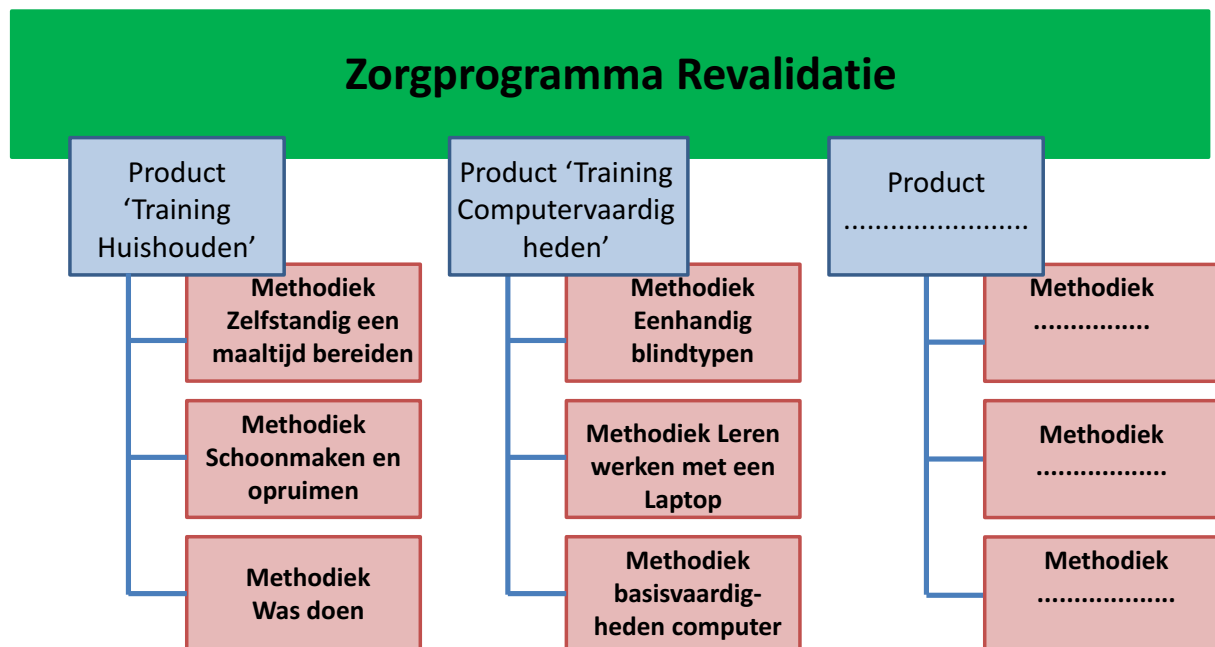 Zorgprogramma Revalidatie
Product
‘Training
Huishouden’
Methodiek
Zelfstandig een
maaltijd bereiden
Methodiek
Schoonmaken en
opruimen
Methodiek
Was doen
Product ‘Training
Computervaardig
heden’
Methodiek
Eenhandig
blindtypen
Methodiek Leren
werken met een
Laptop
Methodiek
basisvaardig-
heden computer
Product
........................
Methodiek
................
Methodiek
..................
Methodiek
...................